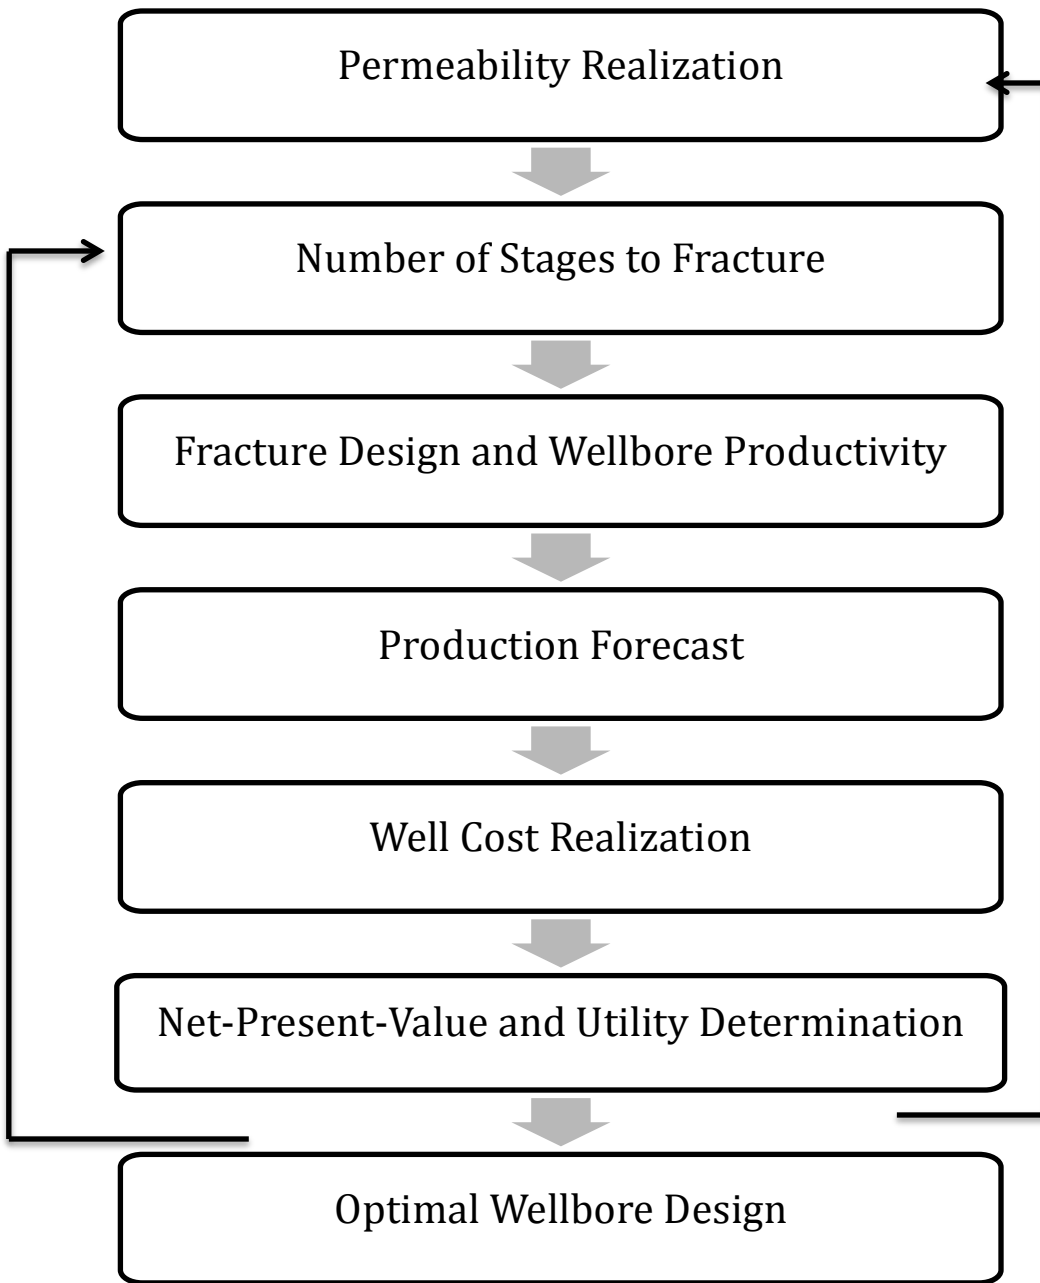 Permeability Realization
Number of Stages to Fracture
Fracture Design and Wellbore Productivity
Production Forecast
Well Cost Realization
Net-Present-Value and Utility Determination
Optimal Wellbore Design